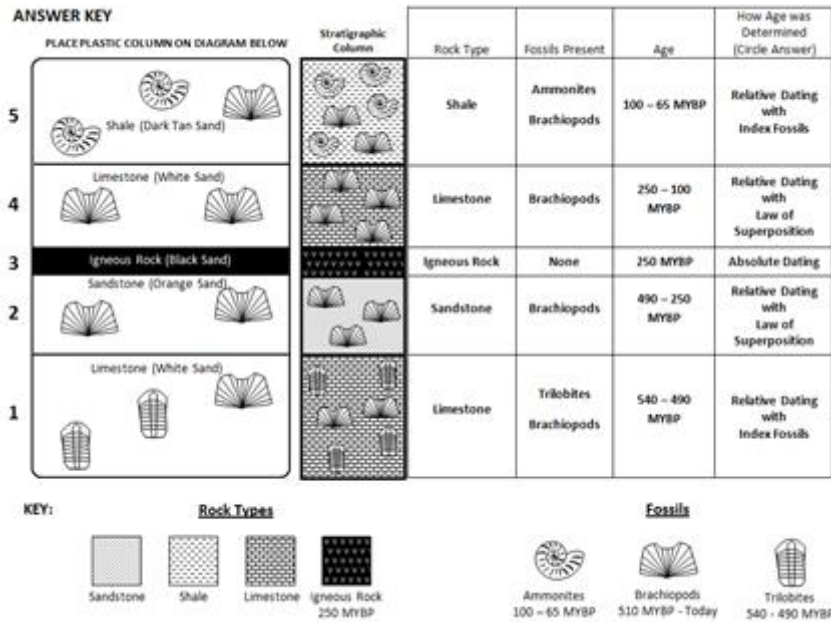 ANSWER KEY
PLACE PLASTIC COLUMN ON DIAGRAM BELOW
Stratigraphic
Column
Rock Type
Fossils Present
Age
How Age was
Determined
(Circle Answer)
5
Shale (Dark Tan Sand)
Shale
Ammonites
Brachiopods
100 – 65 MYBP
Relative Dating
with
Index Fossils
4
Limestone (White Sand)
Limestone
Brachiopods
250 – 100
MYBP
Relative Dating
with
Law of
Superposition
3
Igneous Rock (Black Sand)
Igneous Rock
None
250 MYBP
Absolute Dating
2
Sandstone (Orange Sand)
Sandstone
Brachiopods
490 – 250
MYBP
Relative Dating
with
Law of
Superposition
1
Limestone (White Sand)
Limestone
Trilobites
Brachiopods
540 – 490
MYBP
Relative Dating
with
Index Fossils
KEY:
Rock Types
Sandstone
Shale
Limestone
Igneous Rock
250 MYBP
Fossils
Ammonites
100 – 65 MYBP
Brachiopods
510 MYBP - Today
Trilobites
540 - 490 MYBP